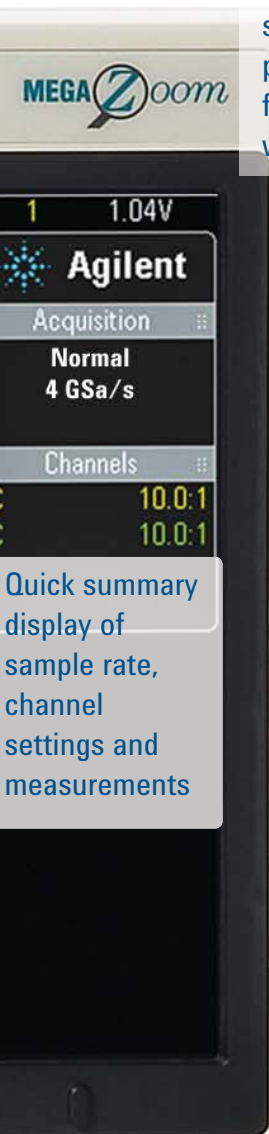 MEGA Zoom
1 1.04V
Agilent
Acquisition
Normal
4 GSa/s
Channels
10.0:1
10.0:1
Quick summary
display of
sample rate,
channel
settings and
measurements